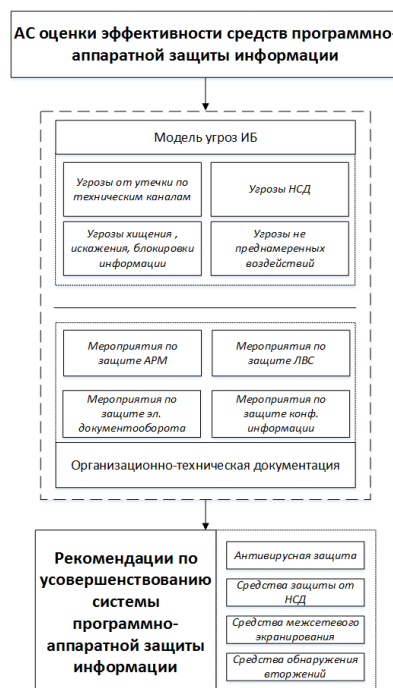 АС оценки эффективности средств программно-
аппаратной защиты информации
Модель угроз ИБ
Угрозы от утечки по
техническим каналам
Угрозы НСД
Угрозы хищения ,
искажения, блокировки
информации
Угрозы не
преднамеренных
воздействий
Мероприятия по
защите АРМ
Мероприятия по
защите ЛВС
Мероприятия по
защите эл.
документооборота
Мероприятия по
защите конф.
информации
Организационно-техническая документация
Рекомендации по
усовершенствованию
системы
программно-
аппаратной защиты
информации
Антивирусная защита
Средства защиты от
НСД
Средства межсетевого
экранирования
Средства обнаружения
вторжений